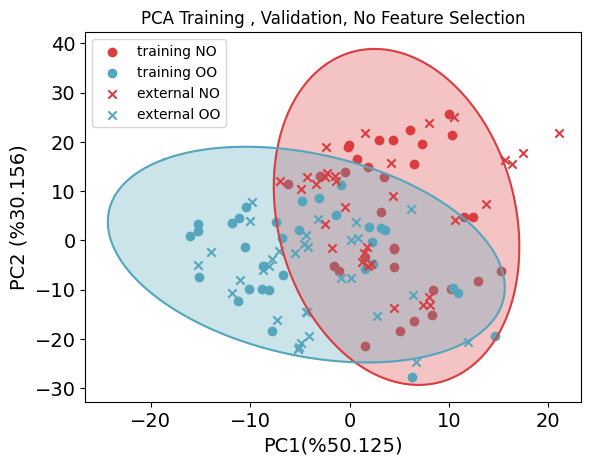 PCA Training , Validation, No Feature Selection
training NO
training OO
external NO
external OO
PC2 (%30.156)
40
30
20
10
0
−10
−20
−30
−20
−10
0
10
20
PC1(%50.125)